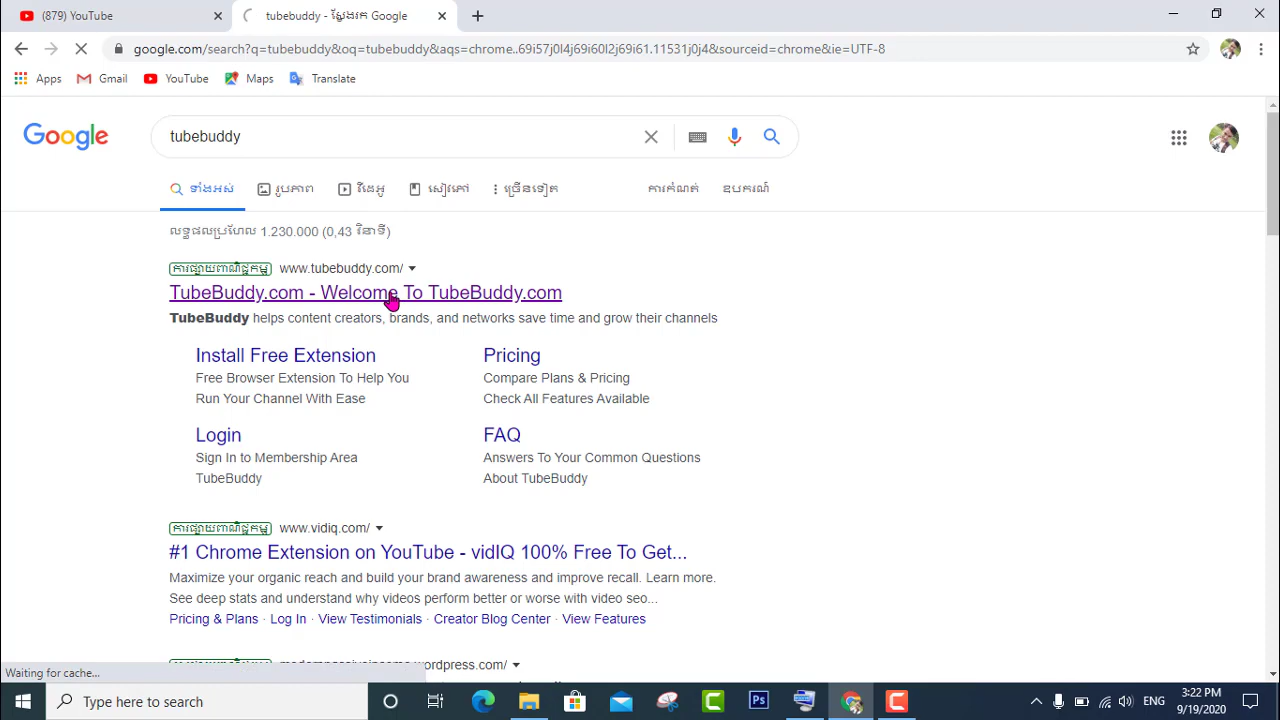 (879) YouTube
tubebuddy - ស្វែងរក Google
google.com/search?q=tubebuddy&oq=tubebuddy&aqs=chrome..69i57j0l4j69i60l2j69i61.11531j0j4&sourceid=chrome&ie=UTF-8
Apps Gmail YouTube Maps Translate
Google
tubebuddy
ទាំងអស់ រូបភាព វីដេអូ សៀវភៅ ច្រើនទៀត ការកំណត់ ឧបករណ៍
លទ្ធផលប្រហែល 1.230.000 (0,43 វិនាទី)
ការផ្សាយពាណិជ្ជកម្ម www.tubebuddy.com/
TubeBuddy.com - Welcome To TubeBuddy.com
TubeBuddy helps content creators, brands, and networks save time and grow their channels
Install Free Extension
Free Browser Extension To Help You
Run Your Channel With Ease
Pricing
Compare Plans & Pricing
Check All Features Available
Login
Sign In to Membership Area
TubeBuddy
FAQ
Answers To Your Common Questions
About TubeBuddy
ការផ្សាយពាណិជ្ជកម្ម www.vidiq.com/
#1 Chrome Extension on YouTube - vidIQ 100% Free To Get...
Maximize your organic reach and build your brand awareness and improve recall. Learn more.
See deep stats and understand why videos perform better or worse with video seo...
Pricing & Plans · Log In · View Testimonials · Creator Blog Center · View Features
Waiting for cache...
Type here to search
Ps
ENG
3:22 PM
9/19/2020